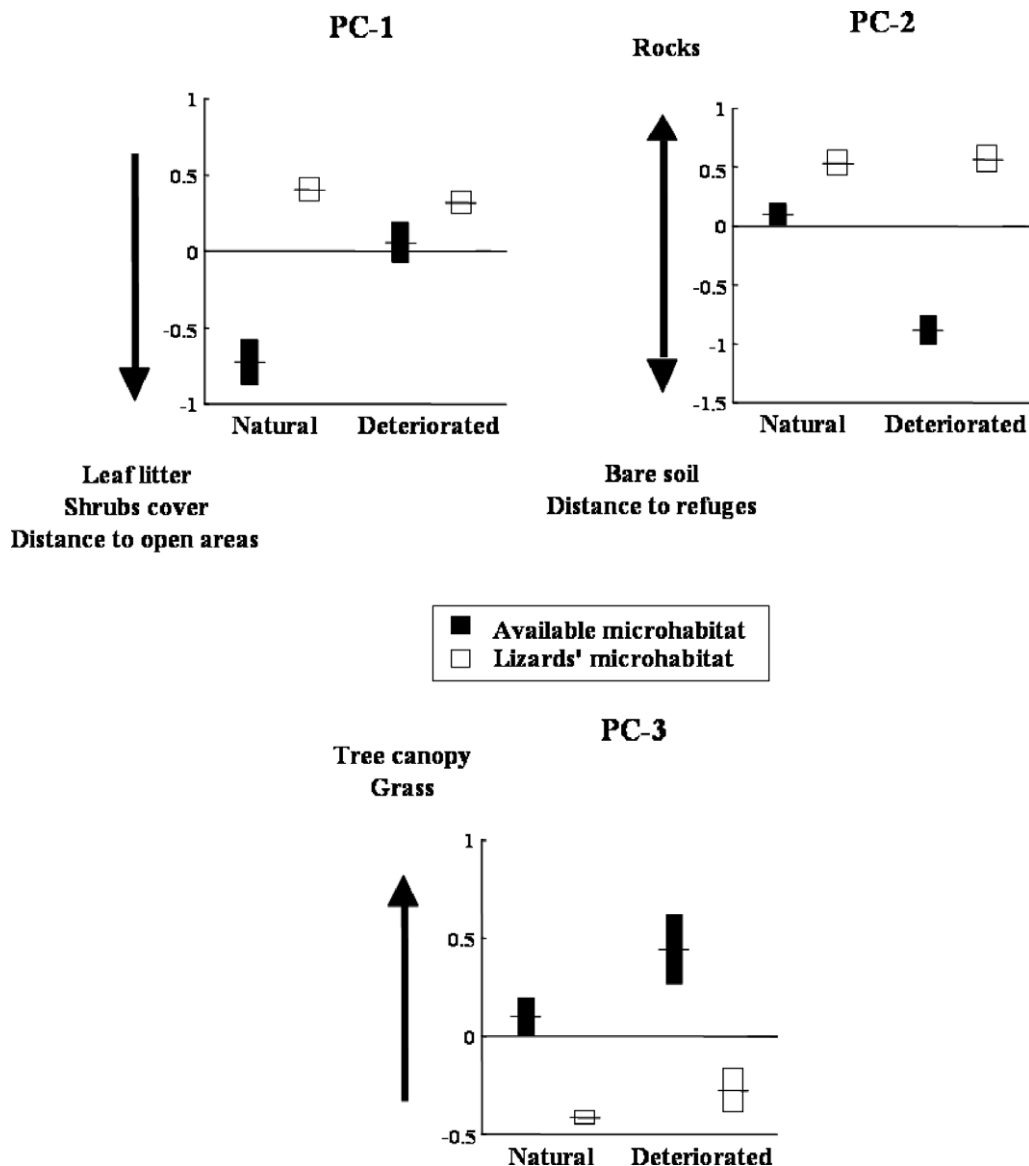 PC-1
1
0.5
0
-0.5
-1
Natural Deteriorated
Leaf litter
Shrubs cover
Distance to open areas
PC-2
Rocks
1
0.5
0
-0.5
-1
-1.5
Natural Deteriorated
Bare soil
Distance to refuges
Available microhabitat
Lizards' microhabitat
PC-3
Tree canopy
Grass
1
0.5
0
-0.5
Natural Deteriorated